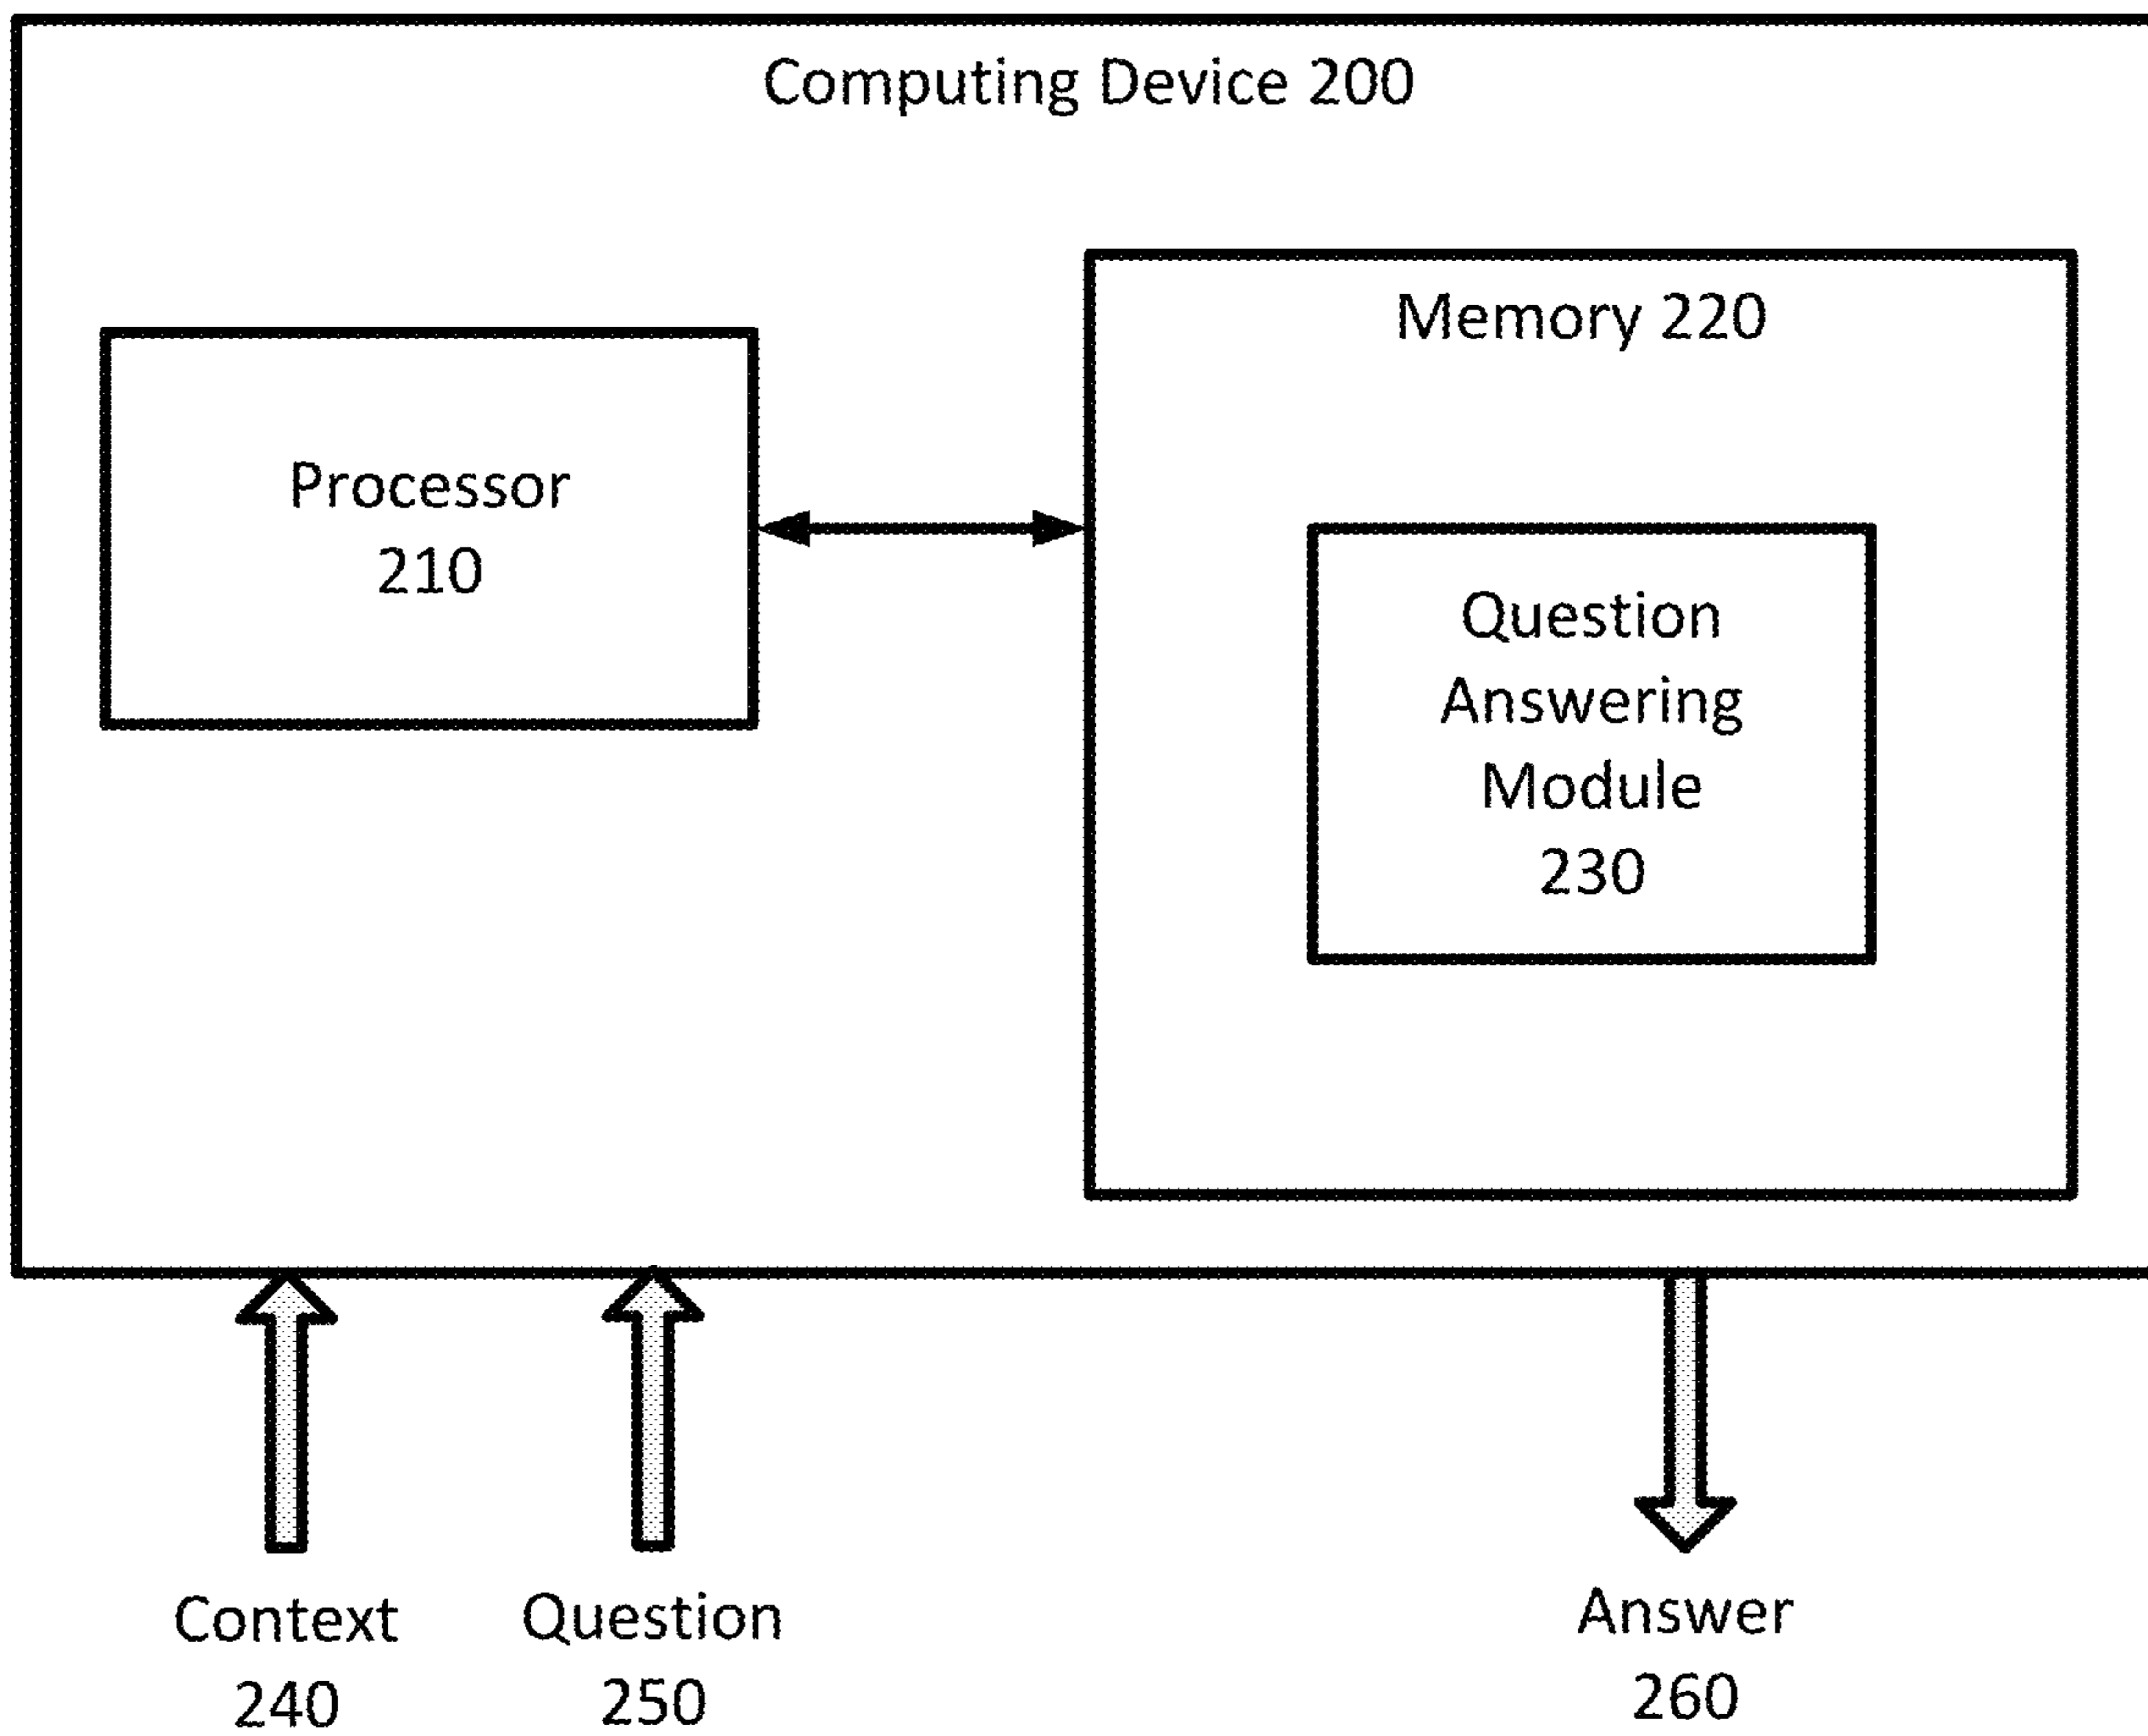 Computing Device 200
Memory 220
Processor
210
Question
Answering
Module
230
Context
240
Question
250
Answer
260